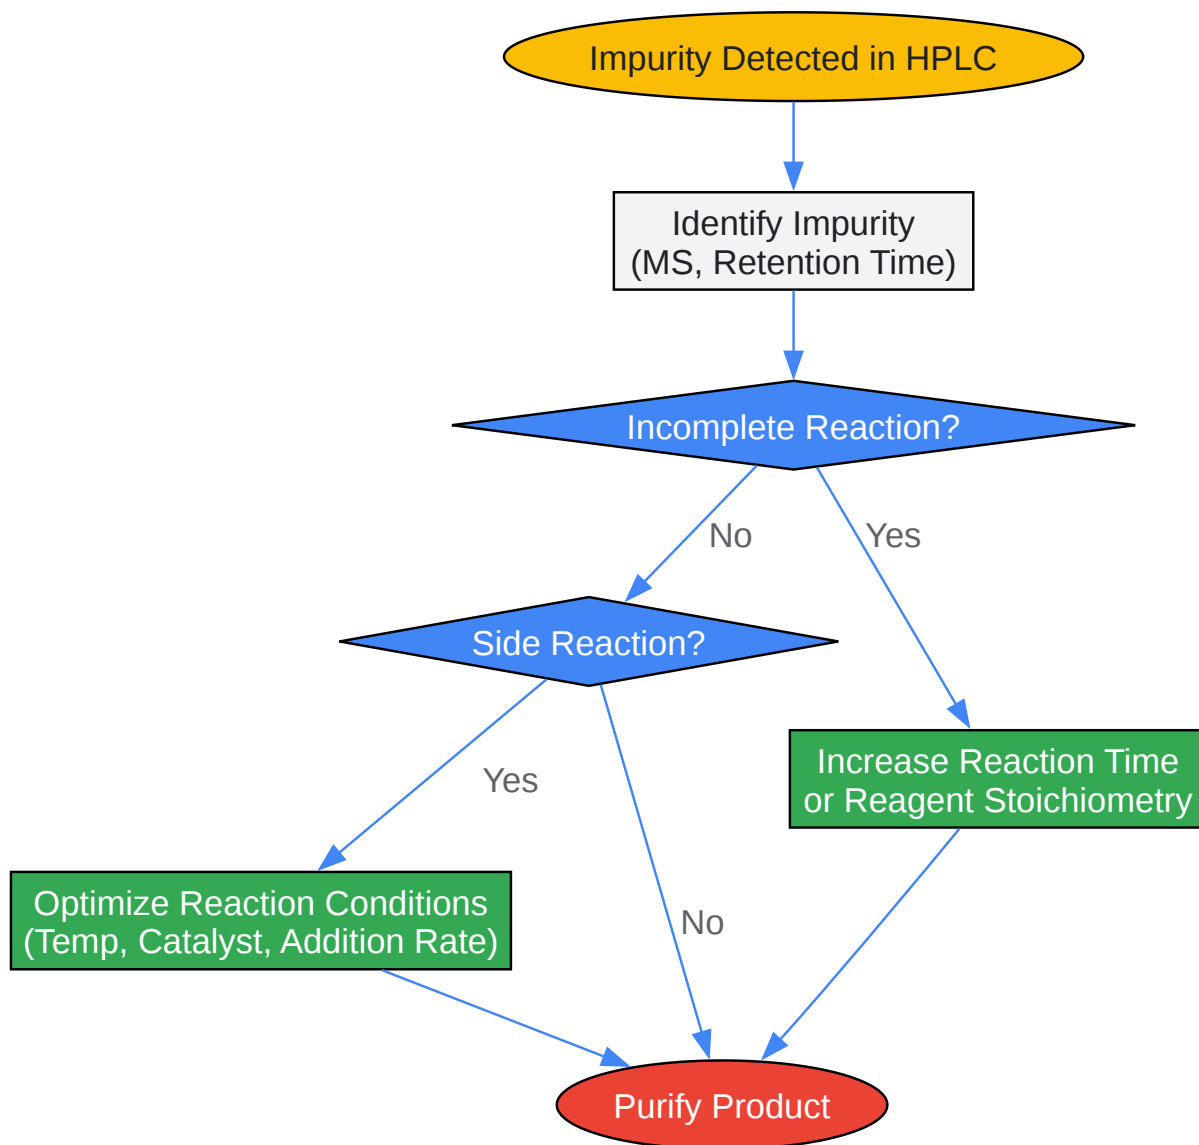 Impurity Detected in HPLC
Identify Impurity
(MS, Retention Time)
Incomplete Reaction?
No
Yes
Side Reaction?
Increase Reaction Time
or Reagent Stoichiometry
Yes
Optimize Reaction Conditions
(Temp, Catalyst, Addition Rate)
No
Purify Product